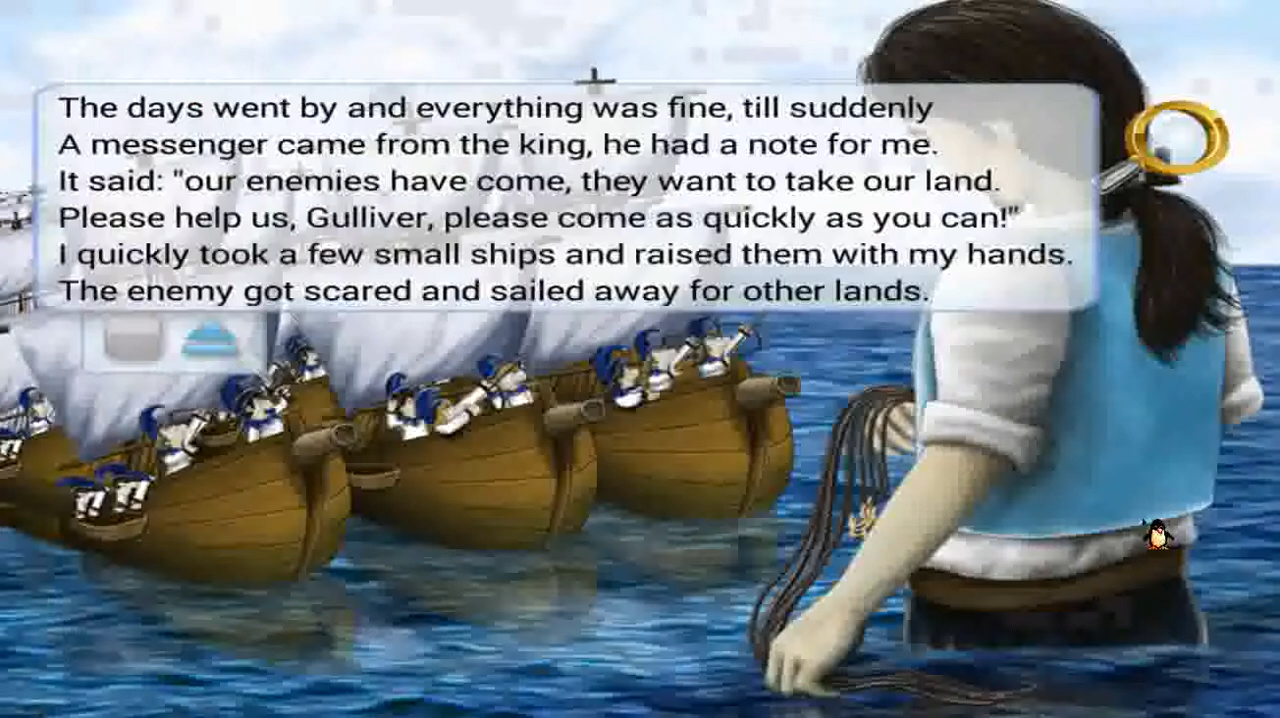 The days went by and everything was fine, till suddenly
A messenger came from the king, he had a note for me.
It said: "our enemies have come, they want to take our land.
Please help us, Gulliver, please come as quickly as you can!"
I quickly took a few small ships and raised them with my hands.
The enemy got scared and sailed away for other lands.